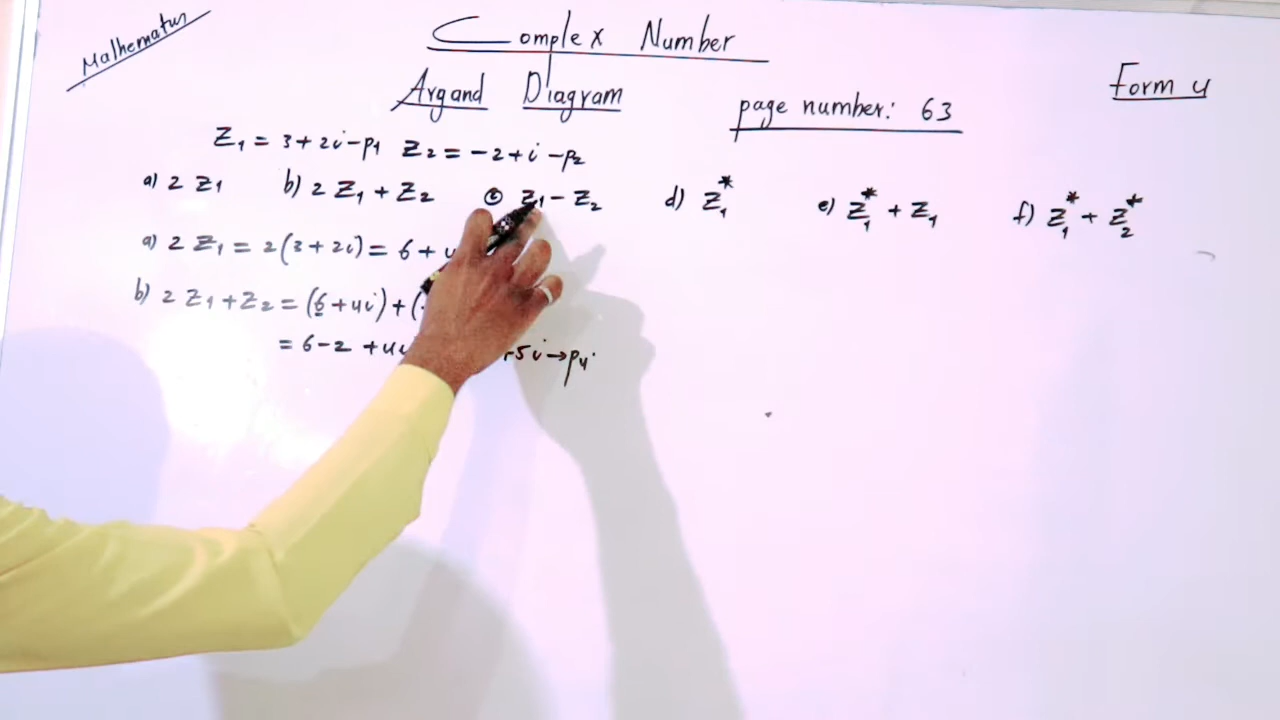 Mathematus
Complex Number
Form 4
Argand Diagram
page number: 63
Z₁ = 3 + 2i - p₁ Z₂ = -2 + i - p₂
a) 2 Z₁ b) 2 Z₁ + Z₂ c) Z₁ - Z₂ d) Z₁* e) Z₁* + Z₁ f) Z₁* + Z₂*
a) 2 Z₁ = 2(3 + 2i) = 6 +
b) 2 Z₁ + Z₂ = (6 + 4i) + (
= 6 - 2 + 4i +5i → p₄